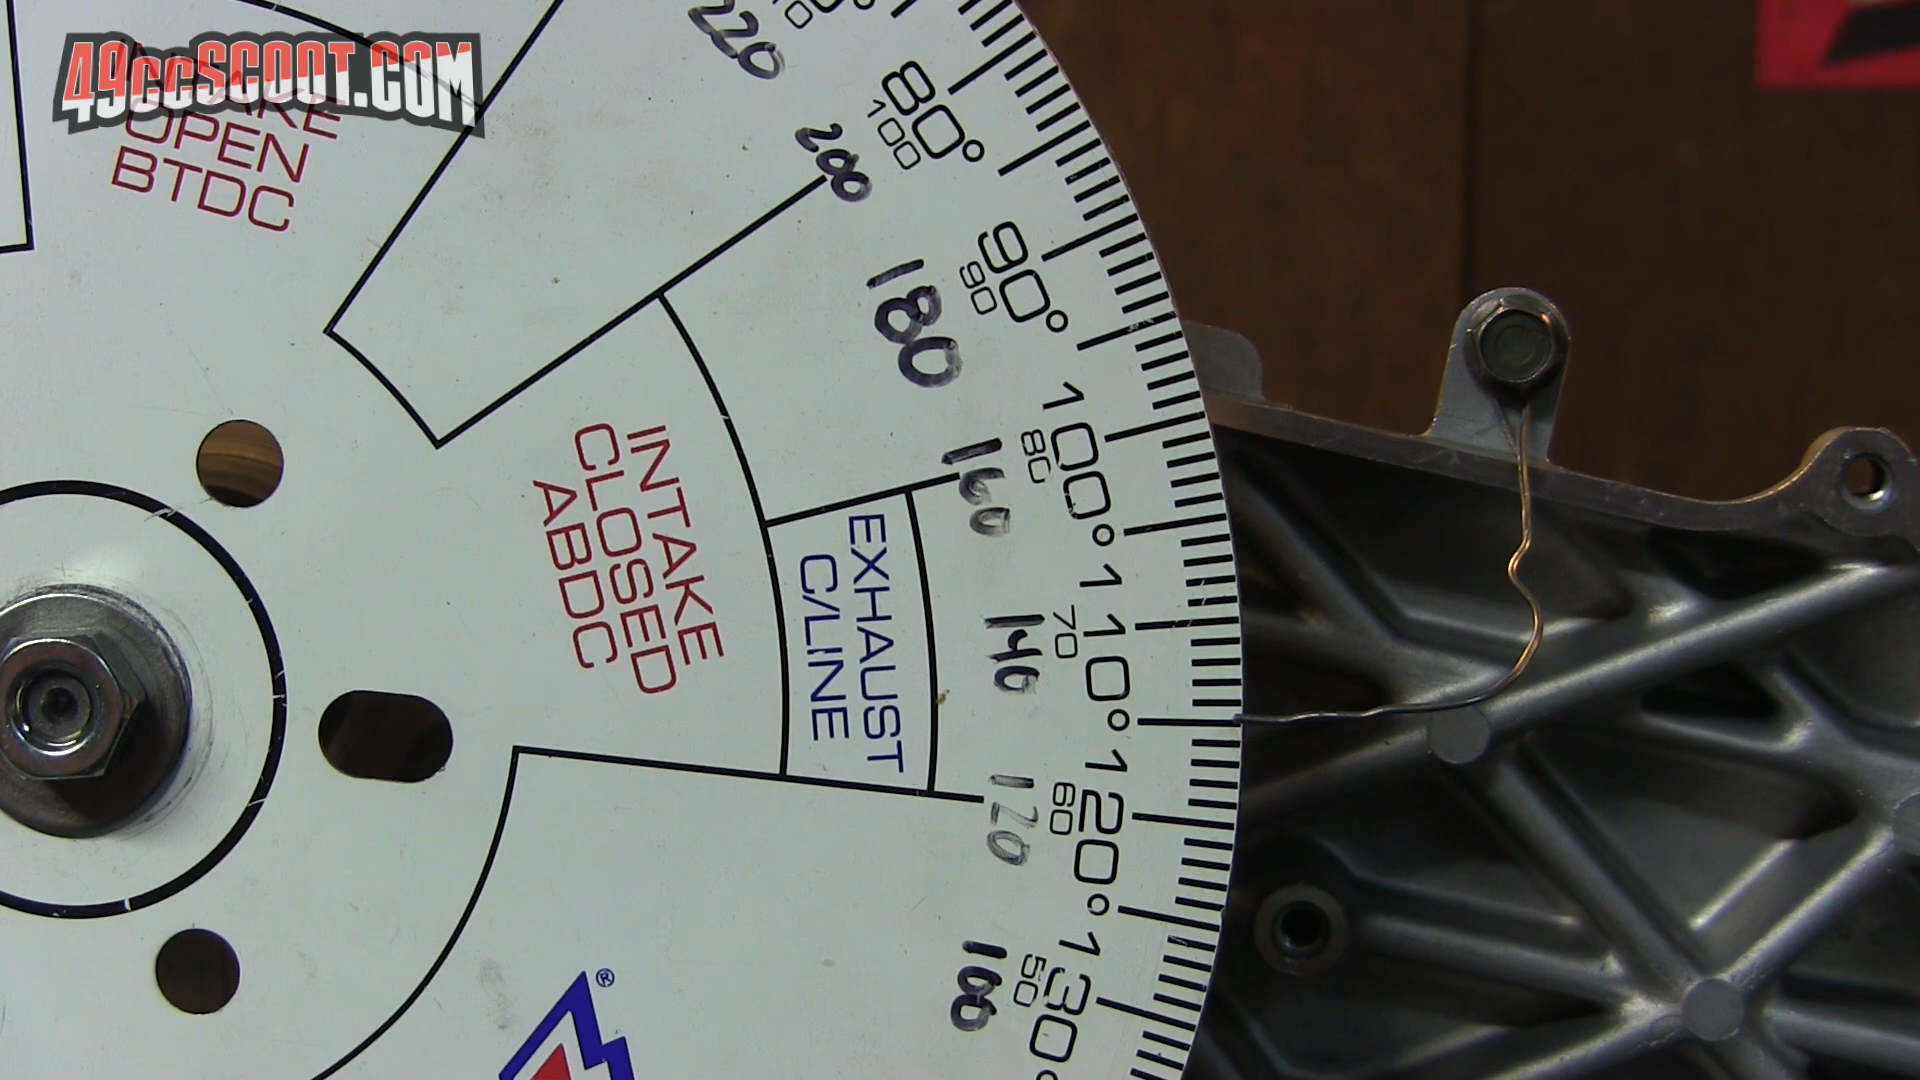 49ccSCOOT.COM
INTAKE
OPEN
BTDC
220
80°
100
200
90°
90
180
100°
80
160
INTAKE
CLOSED
ABDC
EXHAUST
C/LINE
110°
70
140
120°
60
120
130°
50
100
®